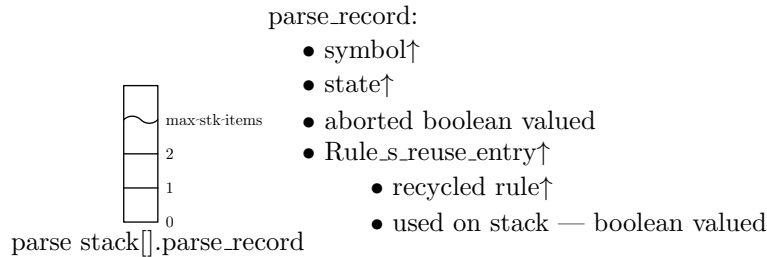 parse_record:
• symbol↑
• state↑
• aborted boolean valued
• Rule_s_reuse_entry↑
• recycled rule↑
• used on stack — boolean valued
max-stk-items
2
1
0
parse stack[].parse_record